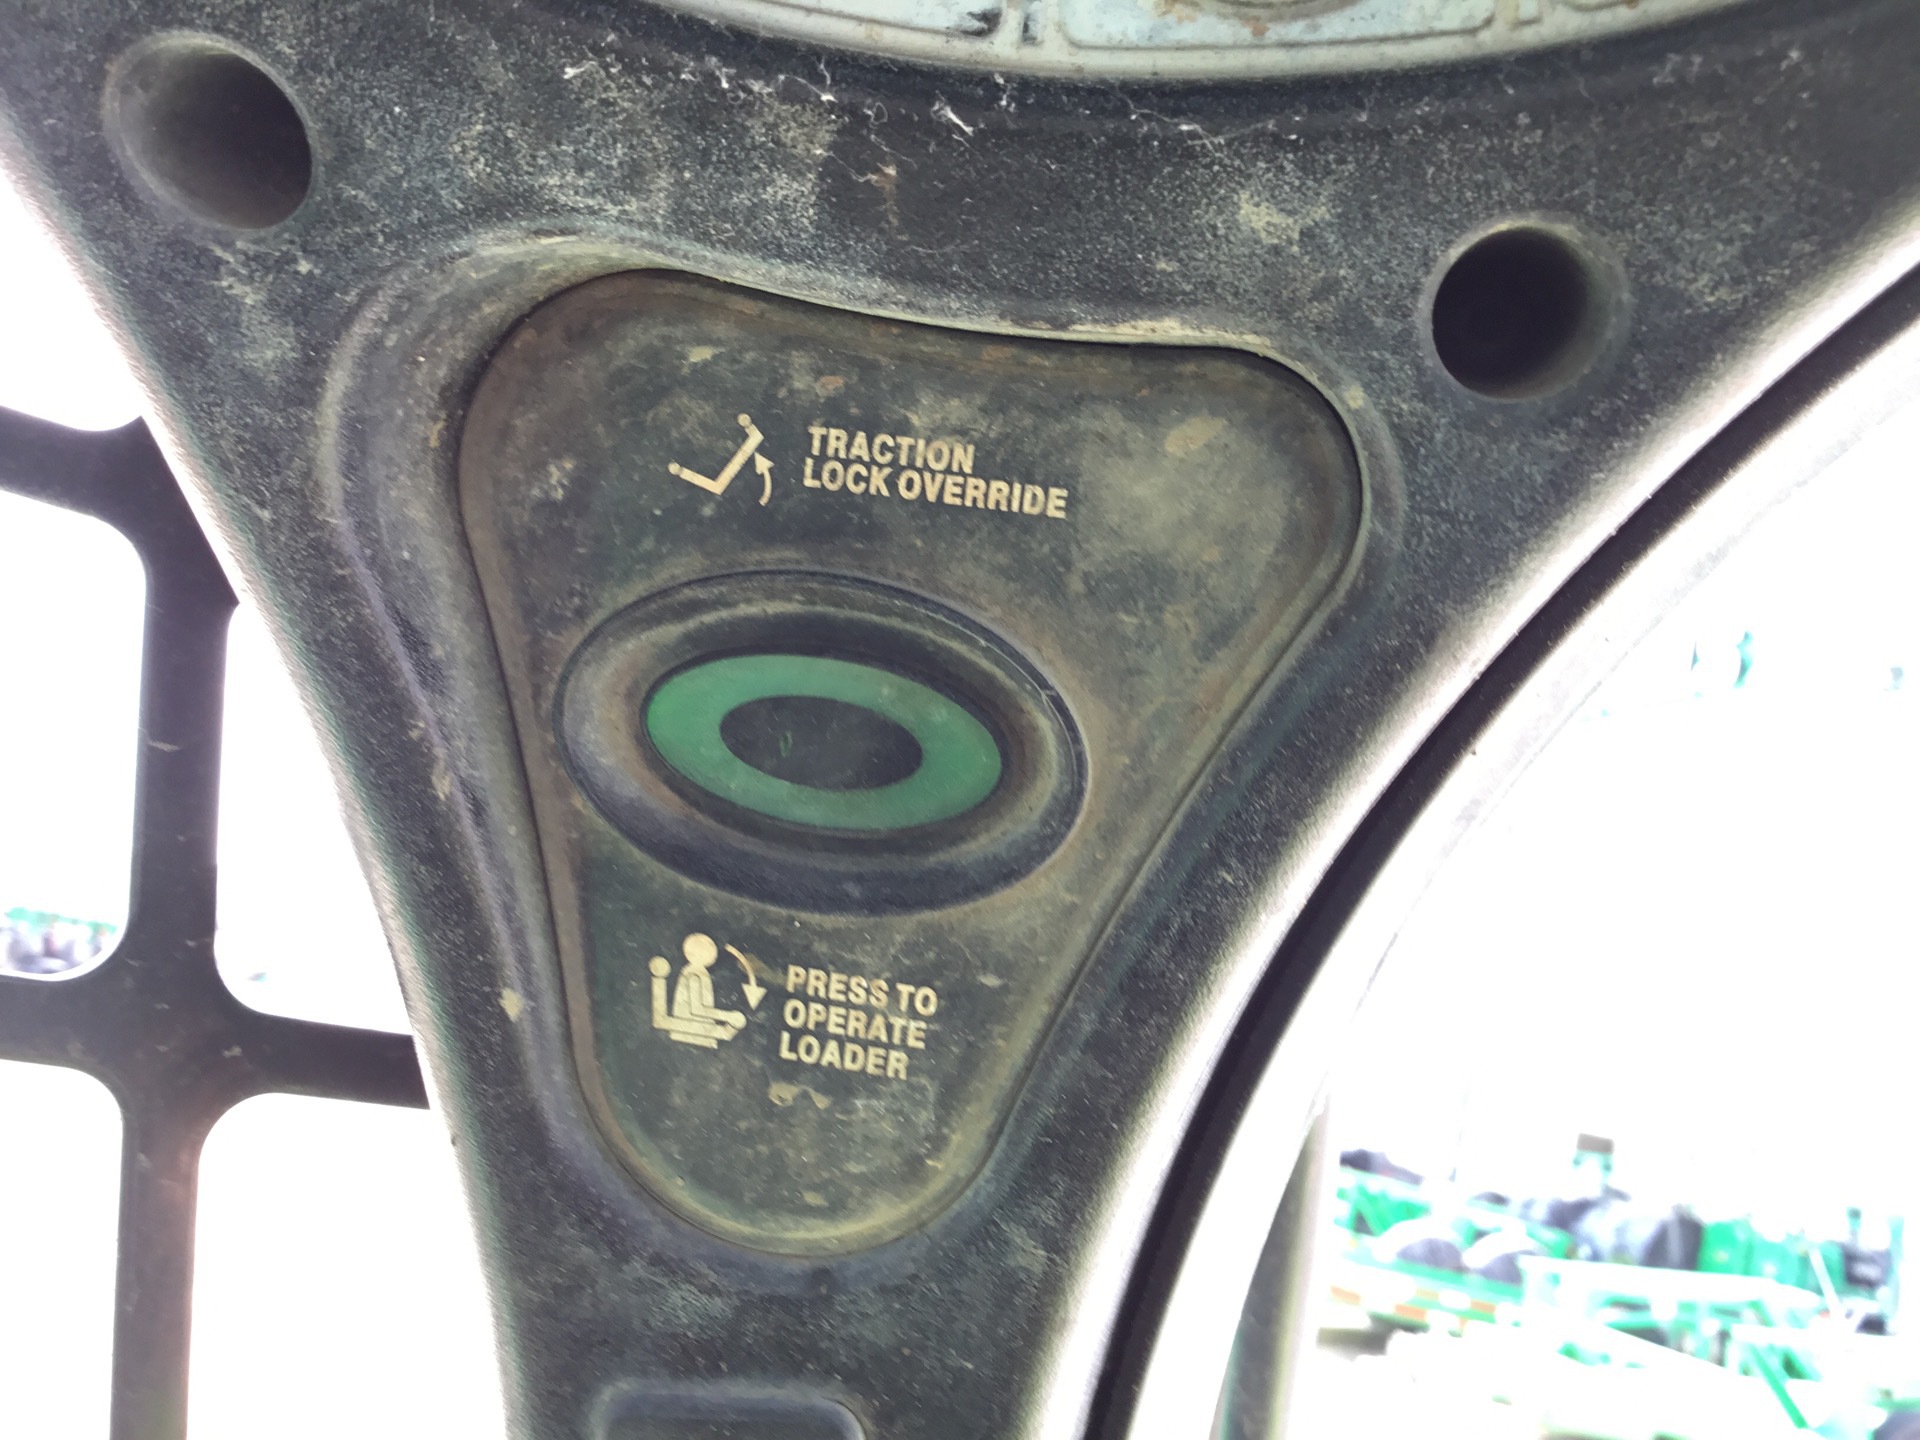 TRACTION
LOCK OVERRIDE
PRESS TO
OPERATE
LOADER